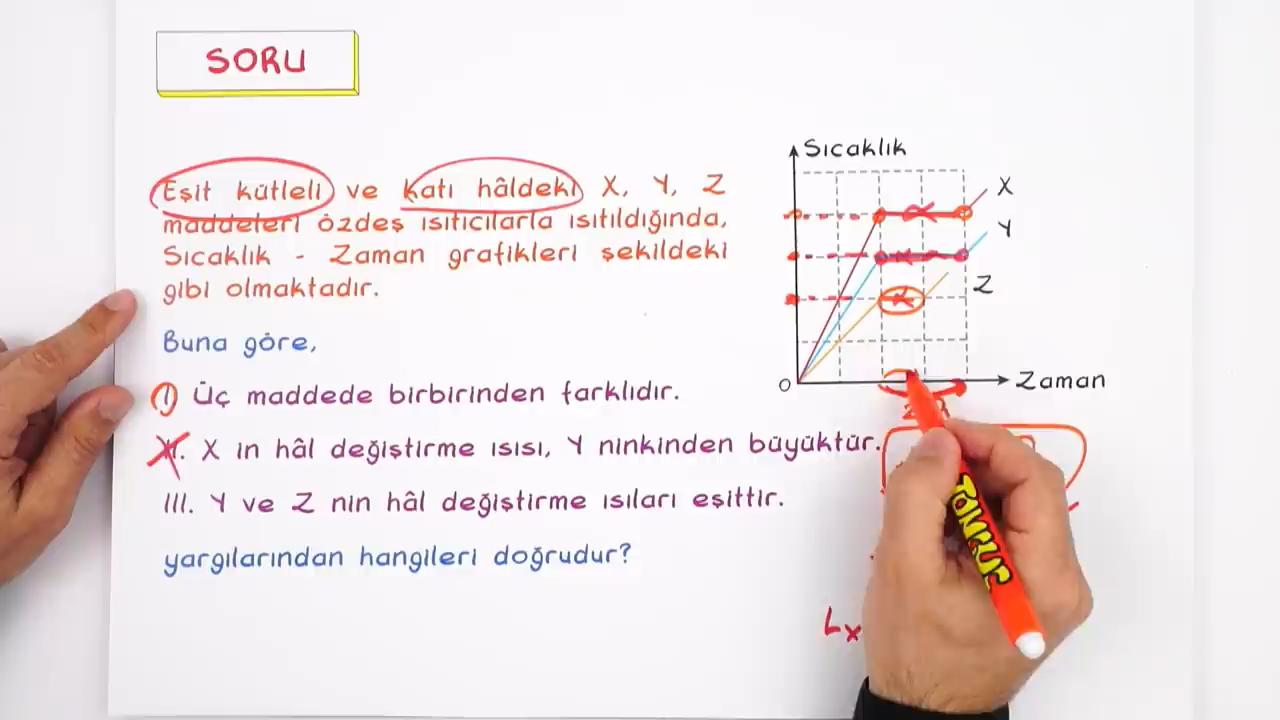 SORU
Eşit kütleli ve katı hâldeki X, Y, Z
maddeleri özdeş ısıtıcılarla ısıtıldığında,
Sıcaklık - Zaman grafikleri şekildeki
gibi olmaktadır.
Buna göre,
I. Üç maddede birbirinden farklıdır.
II. X in hâl değiştirme ısısı, Y ninkinden büyüktür.
III. Y ve Z nin hâl değiştirme ısıları eşittir.
yargılarından hangileri doğrudur?
Sıcaklık
X
Y
Z
O
Zaman
Lx
TONGUÇ